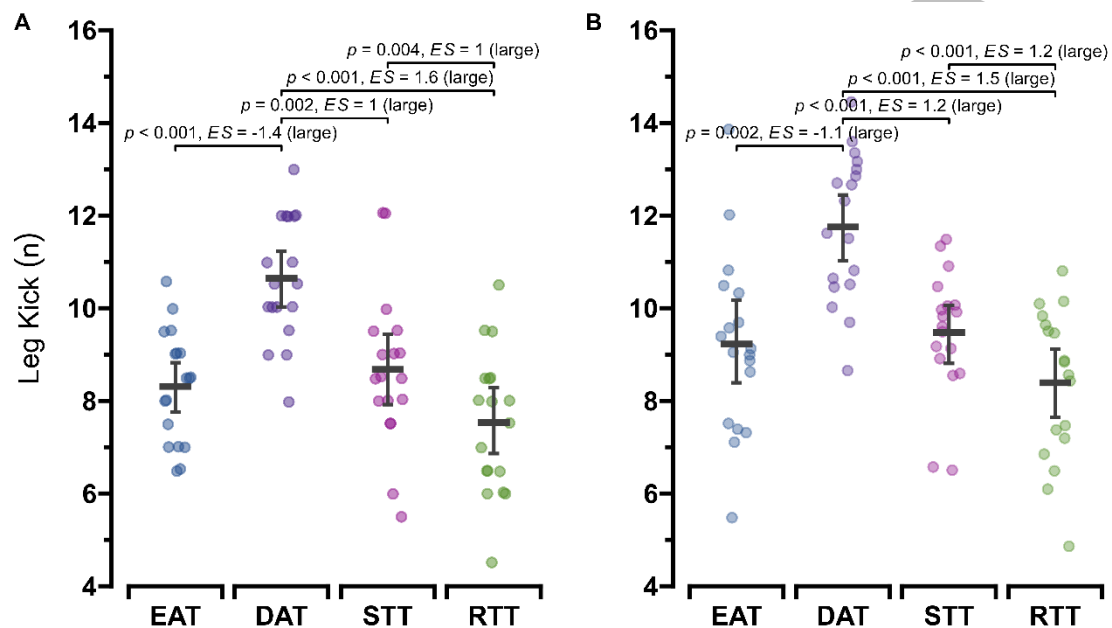 A
16
14
12
10
8
6
4
Leg Kick (n)
p = 0.004, ES = 1 (large)
p < 0.001, ES = 1.6 (large)
p = 0.002, ES = 1 (large)
p < 0.001, ES = -1.4 (large)
EAT DAT STT RTT
B
16
14
12
10
8
6
4
p < 0.001, ES = 1.2 (large)
p < 0.001, ES = 1.5 (large)
p < 0.001, ES = 1.2 (large)
p = 0.002, ES = -1.1 (large)
EAT DAT STT RTT